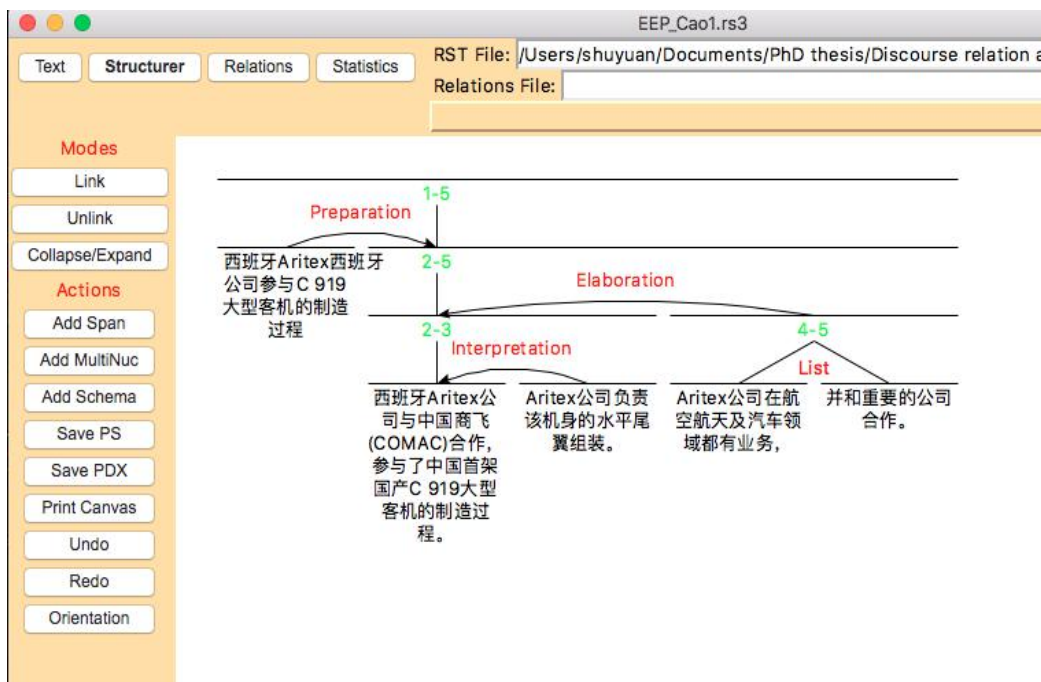 EEP_Cao1.rs3
Text
Structurer
Relations
Statistics
RST File:
/Users/shuyuan/Documents/PhD thesis/Discourse relation a
Relations File:
Modes
Link
Unlink
Collapse/Expand
Actions
Add Span
Add MultiNuc
Add Schema
Save PS
Save PDX
Print Canvas
Undo
Redo
Orientation
1-5
Preparation
西班牙Aritex西班牙
公司参与C 919
大型客机的制造
过程
2-5
Elaboration
2-3
Interpretation
4-5
List
西班牙Aritex公
司与中国商飞
(COMAC)合作,
参与了中国首架
国产C 919大型
客机的制造过
程。
Aritex公司负责
该机身的水平尾
翼组装。
Aritex公司在航
空航天及汽车领
域都有业务,
并和重要的公司
合作。